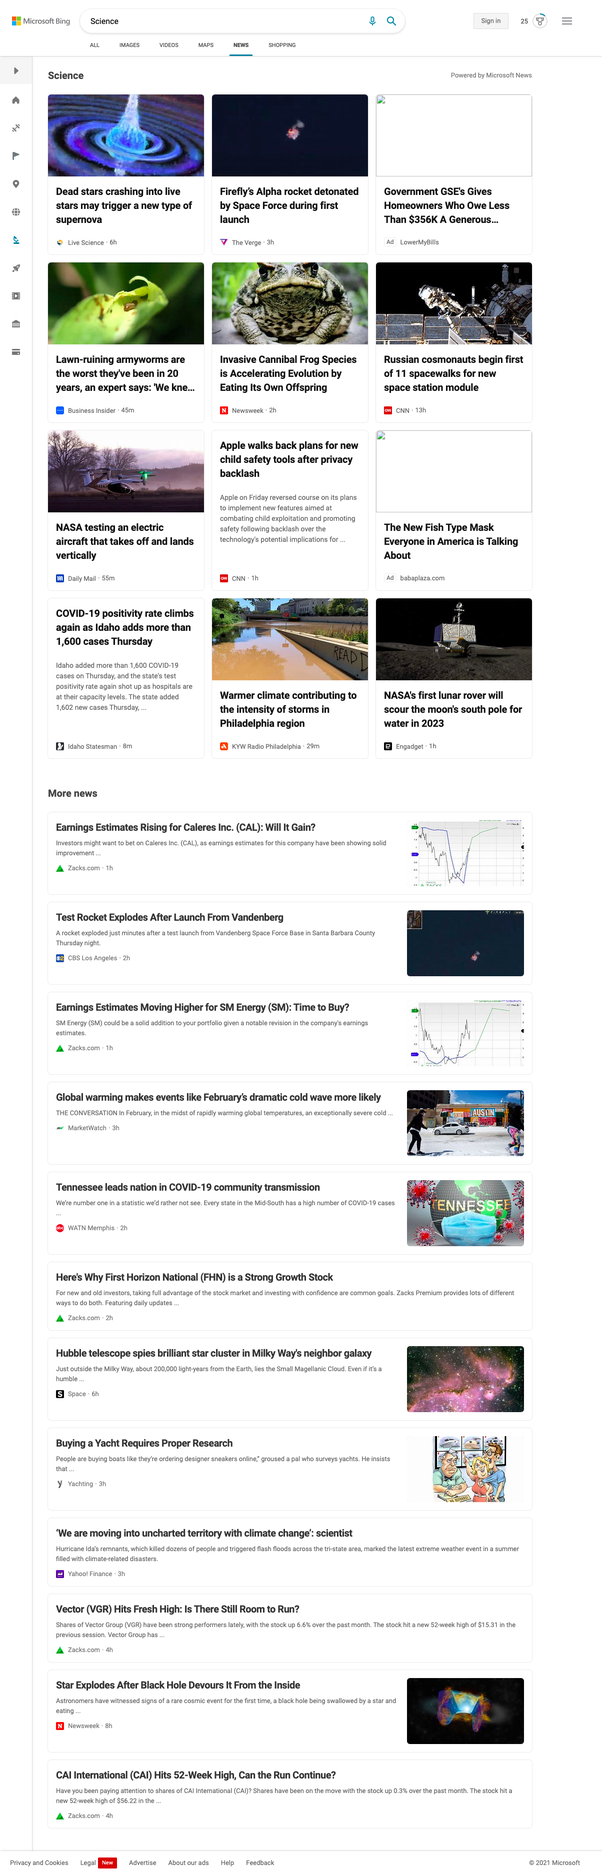 Microsoft Bing
Science
Sign in
25
ALL IMAGES VIDEOS MAPS NEWS SHOPPING
Science
Powered by Microsoft News
Dead stars crashing into live
stars may trigger a new type of
supernova
Live Science · 6h
Firefly's Alpha rocket detonated
by Space Force during first
launch
The Verge · 3h
Government GSE's Gives
Homeowners Who Owe Less
Than $356K A Generous...
Ad LowerMyBills
Lawn-ruining armyworms are
the worst they've been in 20
years, an expert says: 'We kne...
Business Insider · 45m
Invasive Cannibal Frog Species
is Accelerating Evolution by
Eating Its Own Offspring
Newsweek · 2h
Russian cosmonauts begin first
of 11 spacewalks for new
space station module
CNN · 13h
NASA testing an electric
aircraft that takes off and lands
vertically
Daily Mail · 55m
Apple walks back plans for new
child safety tools after privacy
backlash
Apple on Friday reversed course on its plans
to implement new features aimed at
combating child exploitation and promoting
safety following backlash over the
technology's potential implications for ...
CNN · 1h
The New Fish Type Mask
Everyone in America is Talking
About
Ad babaplaza.com
COVID-19 positivity rate climbs
again as Idaho adds more than
1,600 cases Thursday
Idaho added more than 1,600 COVID-19
cases on Thursday, and the state's test
positivity rate again shot up as hospitals are
at their capacity levels. The state added
1,602 new cases Thursday, ...
Idaho Statesman · 8m
READ
Warmer climate contributing to
the intensity of storms in
Philadelphia region
KYW Radio Philadelphia · 29m
NASA's first lunar rover will
scour the moon's south pole for
water in 2023
Engadget · 1h
More news
Earnings Estimates Rising for Caleres Inc. (CAL): Will It Gain?
Investors might want to bet on Caleres Inc. (CAL), as earnings estimates for this company have been showing solid
improvement ...
Zacks.com · 1h
Test Rocket Explodes After Launch From Vandenberg
A rocket exploded just minutes after a test launch from Vandenberg Space Force Base in Santa Barbara County
Thursday night.
CBS Los Angeles · 2h
Earnings Estimates Moving Higher for SM Energy (SM): Time to Buy?
SM Energy (SM) could be a solid addition to your portfolio given a notable revision in the company's earnings
estimates.
Zacks.com · 1h
Global warming makes events like February's dramatic cold wave more likely
THE CONVERSATION In February, in the midst of rapidly warming global temperatures, an exceptionally severe cold ...
MarketWatch · 3h
AUSTIN
Tennessee leads nation in COVID-19 community transmission
We're number one in a statistic we'd rather not see. Every state in the Mid-South has a high number of COVID-19 cases
...
WATN Memphis · 2h
TENNESSEE
Here's Why First Horizon National (FHN) is a Strong Growth Stock
For new and old investors, taking full advantage of the stock market and investing with confidence are common goals. Zacks Premium provides lots of different
ways to do both. Featuring daily updates ...
Zacks.com · 2h
Hubble telescope spies brilliant star cluster in Milky Way's neighbor galaxy
Just outside the Milky Way, about 200,000 light-years from the Earth, lies the Small Magellanic Cloud. Even if it's a
humble ...
Space · 6h
Buying a Yacht Requires Proper Research
People are buying boats like they're ordering designer sneakers online," groused a pal who surveys yachts. He insists
that ...
Yachting · 3h
'We are moving into uncharted territory with climate change': scientist
Hurricane Ida's remnants, which killed dozens of people and triggered flash floods across the tri-state area, marked the latest extreme weather event in a summer
filled with climate-related disasters.
Yahoo! Finance · 3h
Vector (VGR) Hits Fresh High: Is There Still Room to Run?
Shares of Vector Group (VGR) have been strong performers lately, with the stock up 6.6% over the past month. The stock hit a new 52-week high of $15.31 in the
previous session. Vector Group has ...
Zacks.com · 4h
Star Explodes After Black Hole Devours It From the Inside
Astronomers have witnessed signs of a rare cosmic event for the first time, a black hole being swallowed by a star and
eating ...
Newsweek · 8h
CAI International (CAI) Hits 52-Week High, Can the Run Continue?
Have you been paying attention to shares of CAI International (CAI)? Shares have been on the move with the stock up 0.3% over the past month. The stock hit a
new 52-week high of $56.22 in the ...
Zacks.com · 4h
Privacy and Cookies Legal New Advertise About our ads Help Feedback © 2021 Microsoft